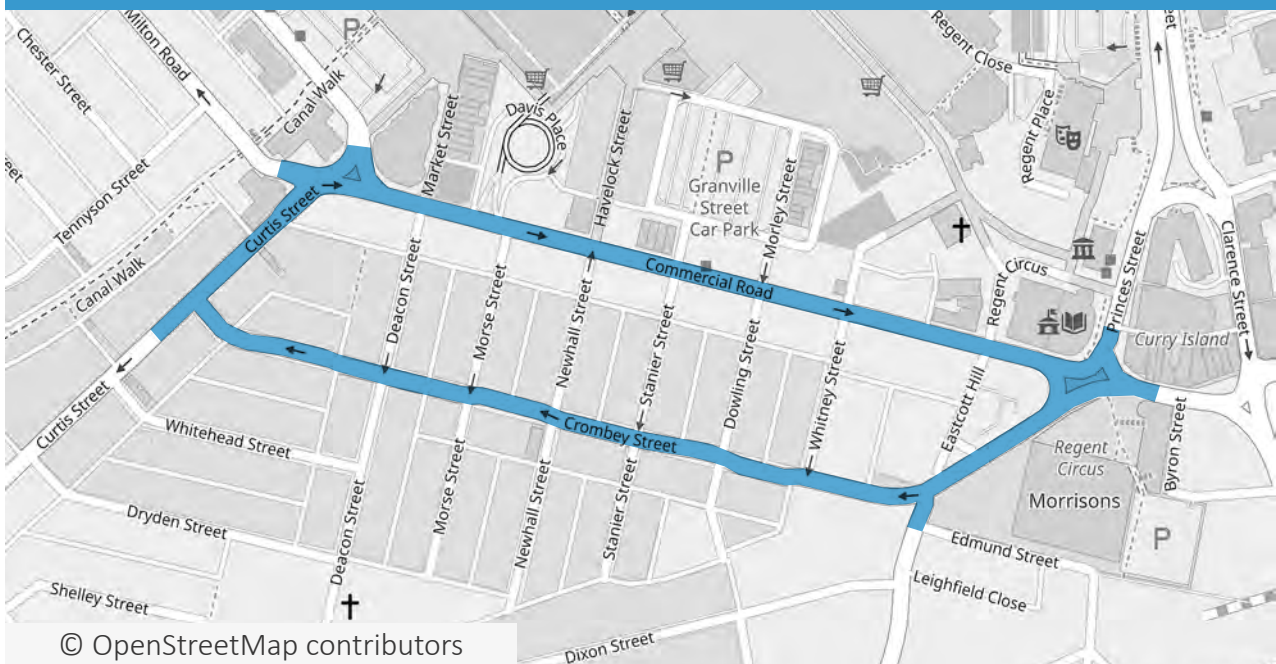 Chester Street
Milton Road
Canal Walk
P
Davis Place
Market Street
Havelock Street
Regent Close
Regent Place
P
Granville
Street
Car Park
Morley Street
Tennyson Street
Canal Walk
Curtis Street
Commercial Road
Regent Circus
Princes Street
Clarence Street
Curry Island
Deacon Street
Morse Street
Newhall Street
Stanier Street
Dowling Street
Whitney Street
Eastcott Hill
Curtis Street
Crombey Street
Whitehead Street
Regent
Circus
Morrisons
Byron Street
P
Dryden Street
Deacon Street
Morse Street
Newhall Street
Stanier Street
Edmund Street
Leighfield Close
Shelley Street
Dixon Street
© OpenStreetMap contributors